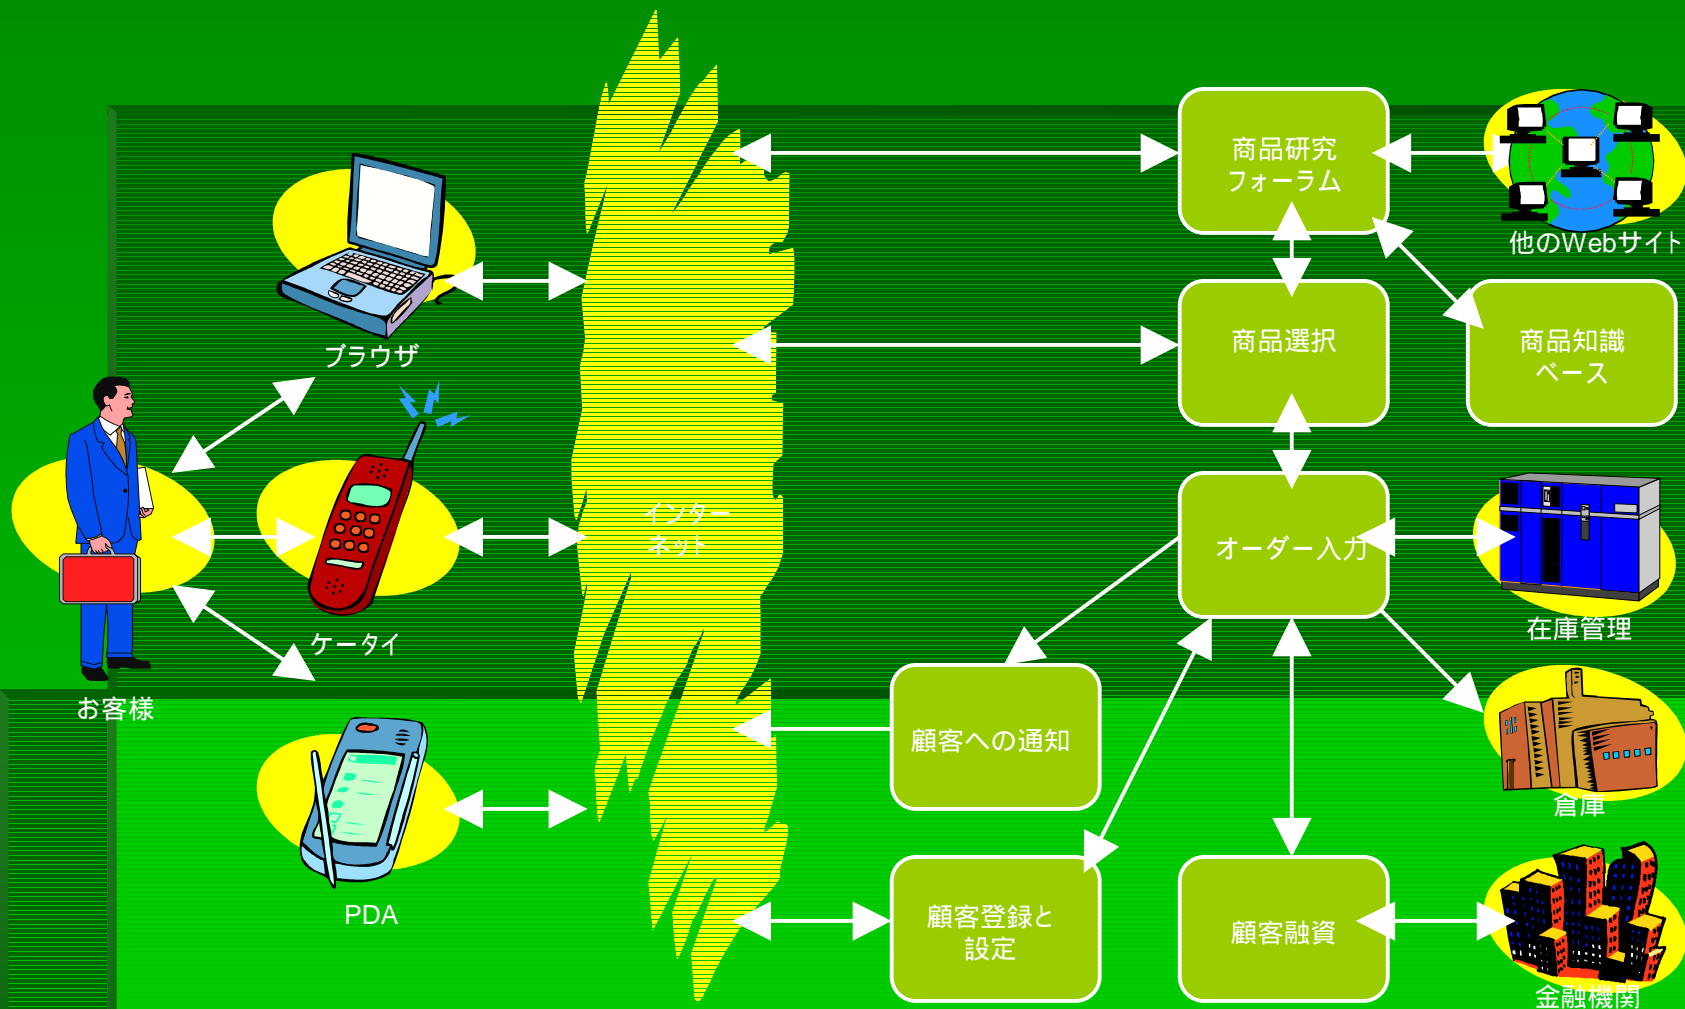 商品研究
フォーラム
他のWebサイト
ブラウザ
商品選択
商品知識
ベース
インター
ネット
オーダー入力
在庫管理
ケータイ
お客様
顧客への通知
倉庫
PDA
顧客登録と
設定
顧客融資
金融機関